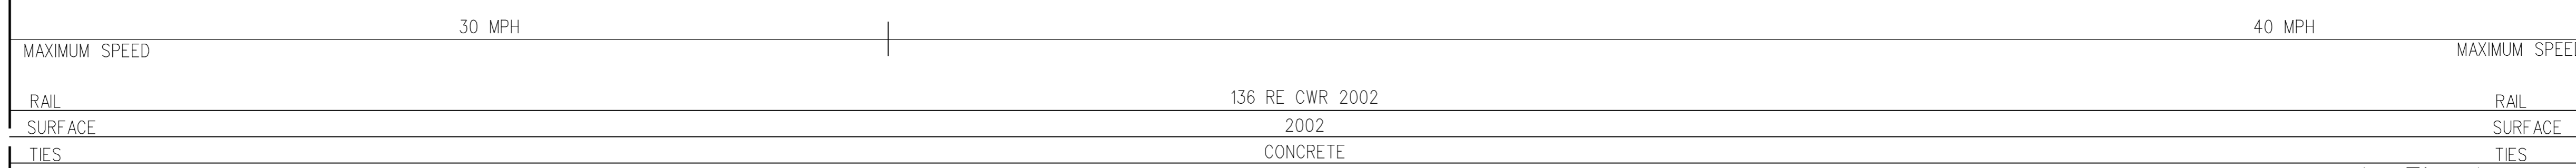 30 MPH 40 MPH
MAXIMUM SPEED MAXIMUM SPEED
RAIL 136 RE CWR 2002 RAIL
SURFACE 2002 SURFACE
TIES CONCRETE TIES